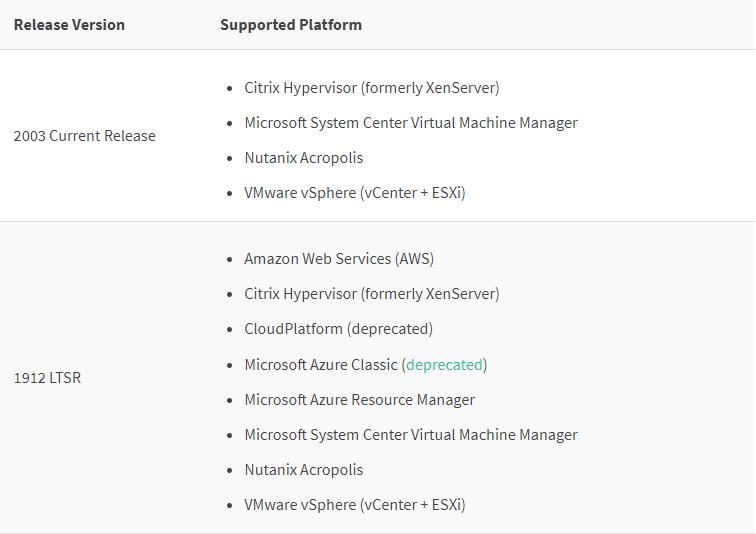 Release Version Supported Platform
2003 Current Release
• Citrix Hypervisor (formerly XenServer)
• Microsoft System Center Virtual Machine Manager
• Nutanix Acropolis
• VMware vSphere (vCenter + ESXi)
1912 LTSR
• Amazon Web Services (AWS)
• Citrix Hypervisor (formerly XenServer)
• CloudPlatform (deprecated)
• Microsoft Azure Classic (deprecated)
• Microsoft Azure Resource Manager
• Microsoft System Center Virtual Machine Manager
• Nutanix Acropolis
• VMware vSphere (vCenter + ESXi)